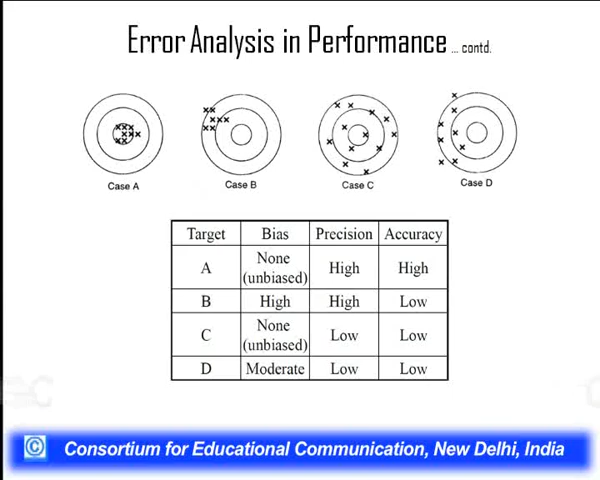 Error Analysis in Performance ... contd.
Case A Case B Case C Case D
Target Bias Precision Accuracy
A None (unbiased) High High
B High High Low
C None (unbiased) Low Low
D Moderate Low Low
© Consortium for Educational Communication, New Delhi, India